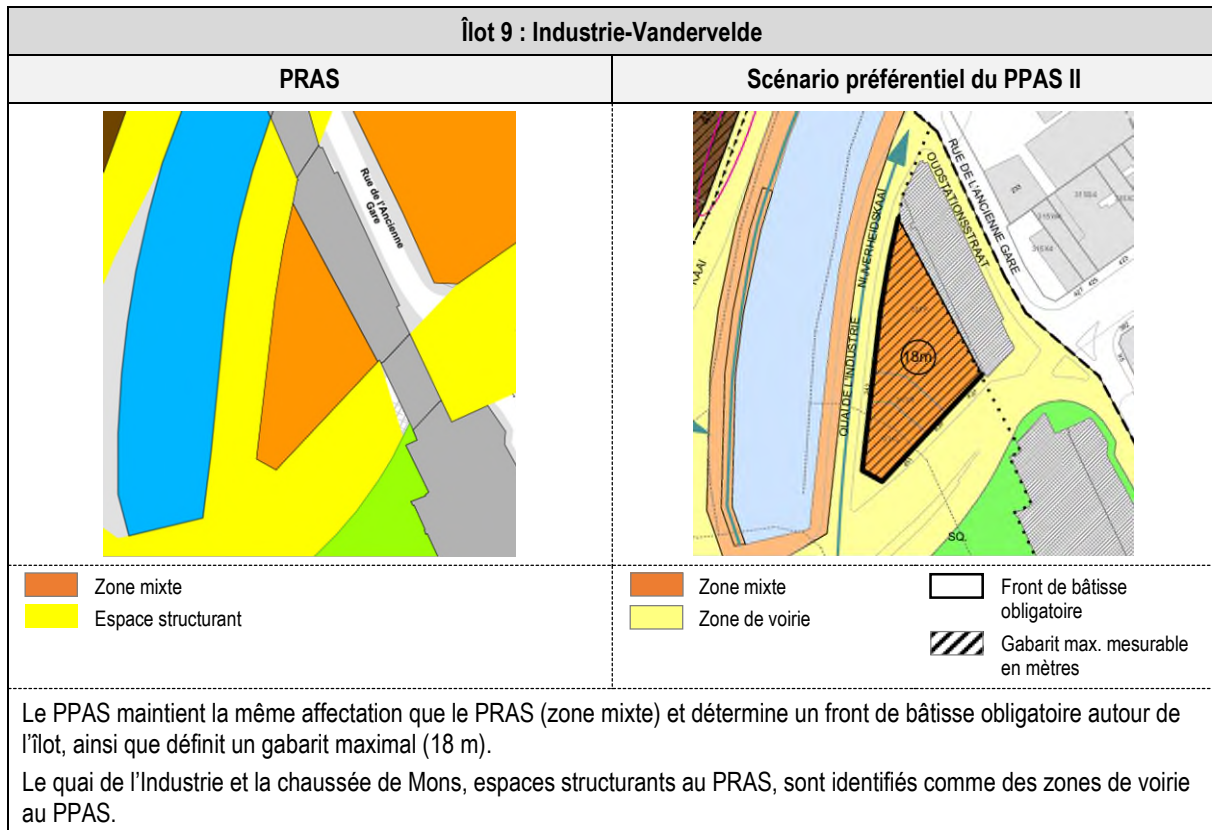 Îlot 9 : Industrie-Vandervelde
PRAS
Scénario préférentiel du PPAS II
Rue de l'Ancienne
Gare
KAAI
KAAI
QUAI DE L'INDUSTRIE
NIJVERHEIDSKAAI
OUDSTATIONSSTRAAT
RUE DE L'ANCIENNE GARE
18m
SQ.
Zone mixte
Espace structurant
Zone mixte
Zone de voirie
Front de bâtisse
obligatoire
Gabarit max. mesurable
en mètres
Le PPAS maintient la même affectation que le PRAS (zone mixte) et détermine un front de bâtisse obligatoire autour de
l'îlot, ainsi que définit un gabarit maximal (18 m).
Le quai de l'Industrie et la chaussée de Mons, espaces structurants au PRAS, sont identifiés comme des zones de voirie
au PPAS.